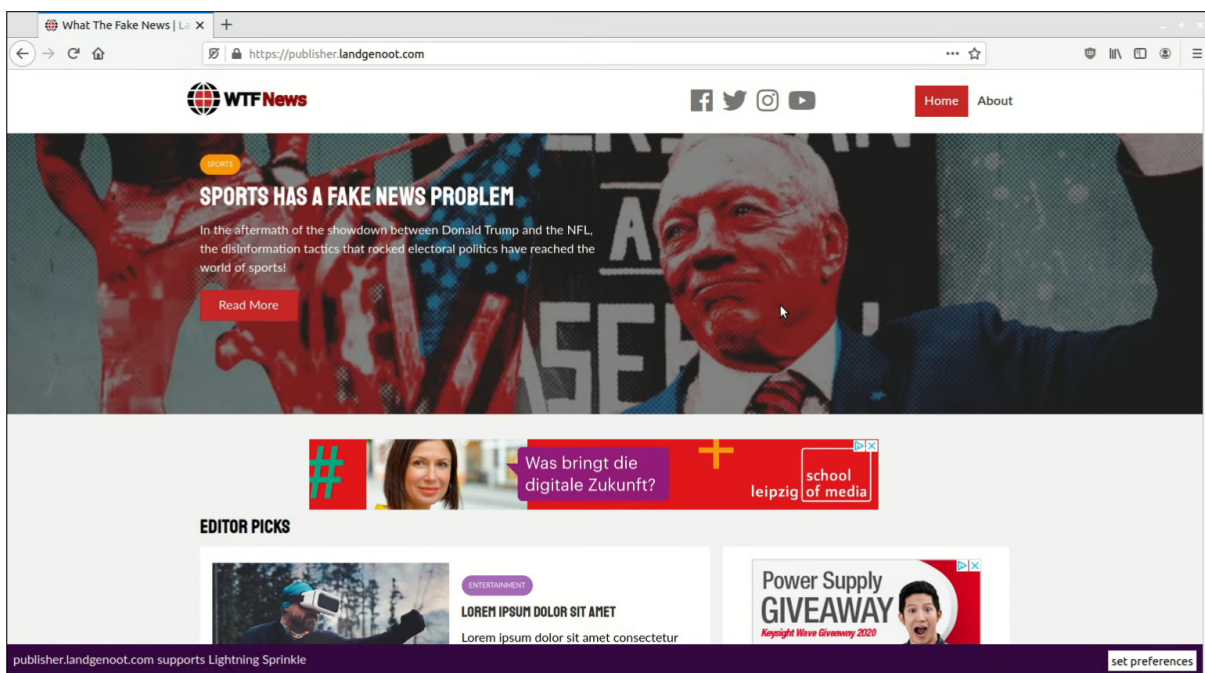 What The Fake News | La
https://publisher.landgenoot.com
WTFNews
Home
About
SPORTS
SPORTS HAS A FAKE NEWS PROBLEM
In the aftermath of the showdown between Donald Trump and the NFL,
the disinformation tactics that rocked electoral politics have reached the
world of sports!
Read More
A
SE
#
Was bringt die
digitale Zukunft?
+
school
leipzig of media
EDITOR PICKS
ENTERTAINMENT
LOREM IPSUM DOLOR SIT AMET
Lorem ipsum dolor sit amet consectetur
Power Supply
GIVEAWAY
Keysight Wave Giveaway 2020
publisher.landgenoot.com supports Lightning Sprinkle
set preferences